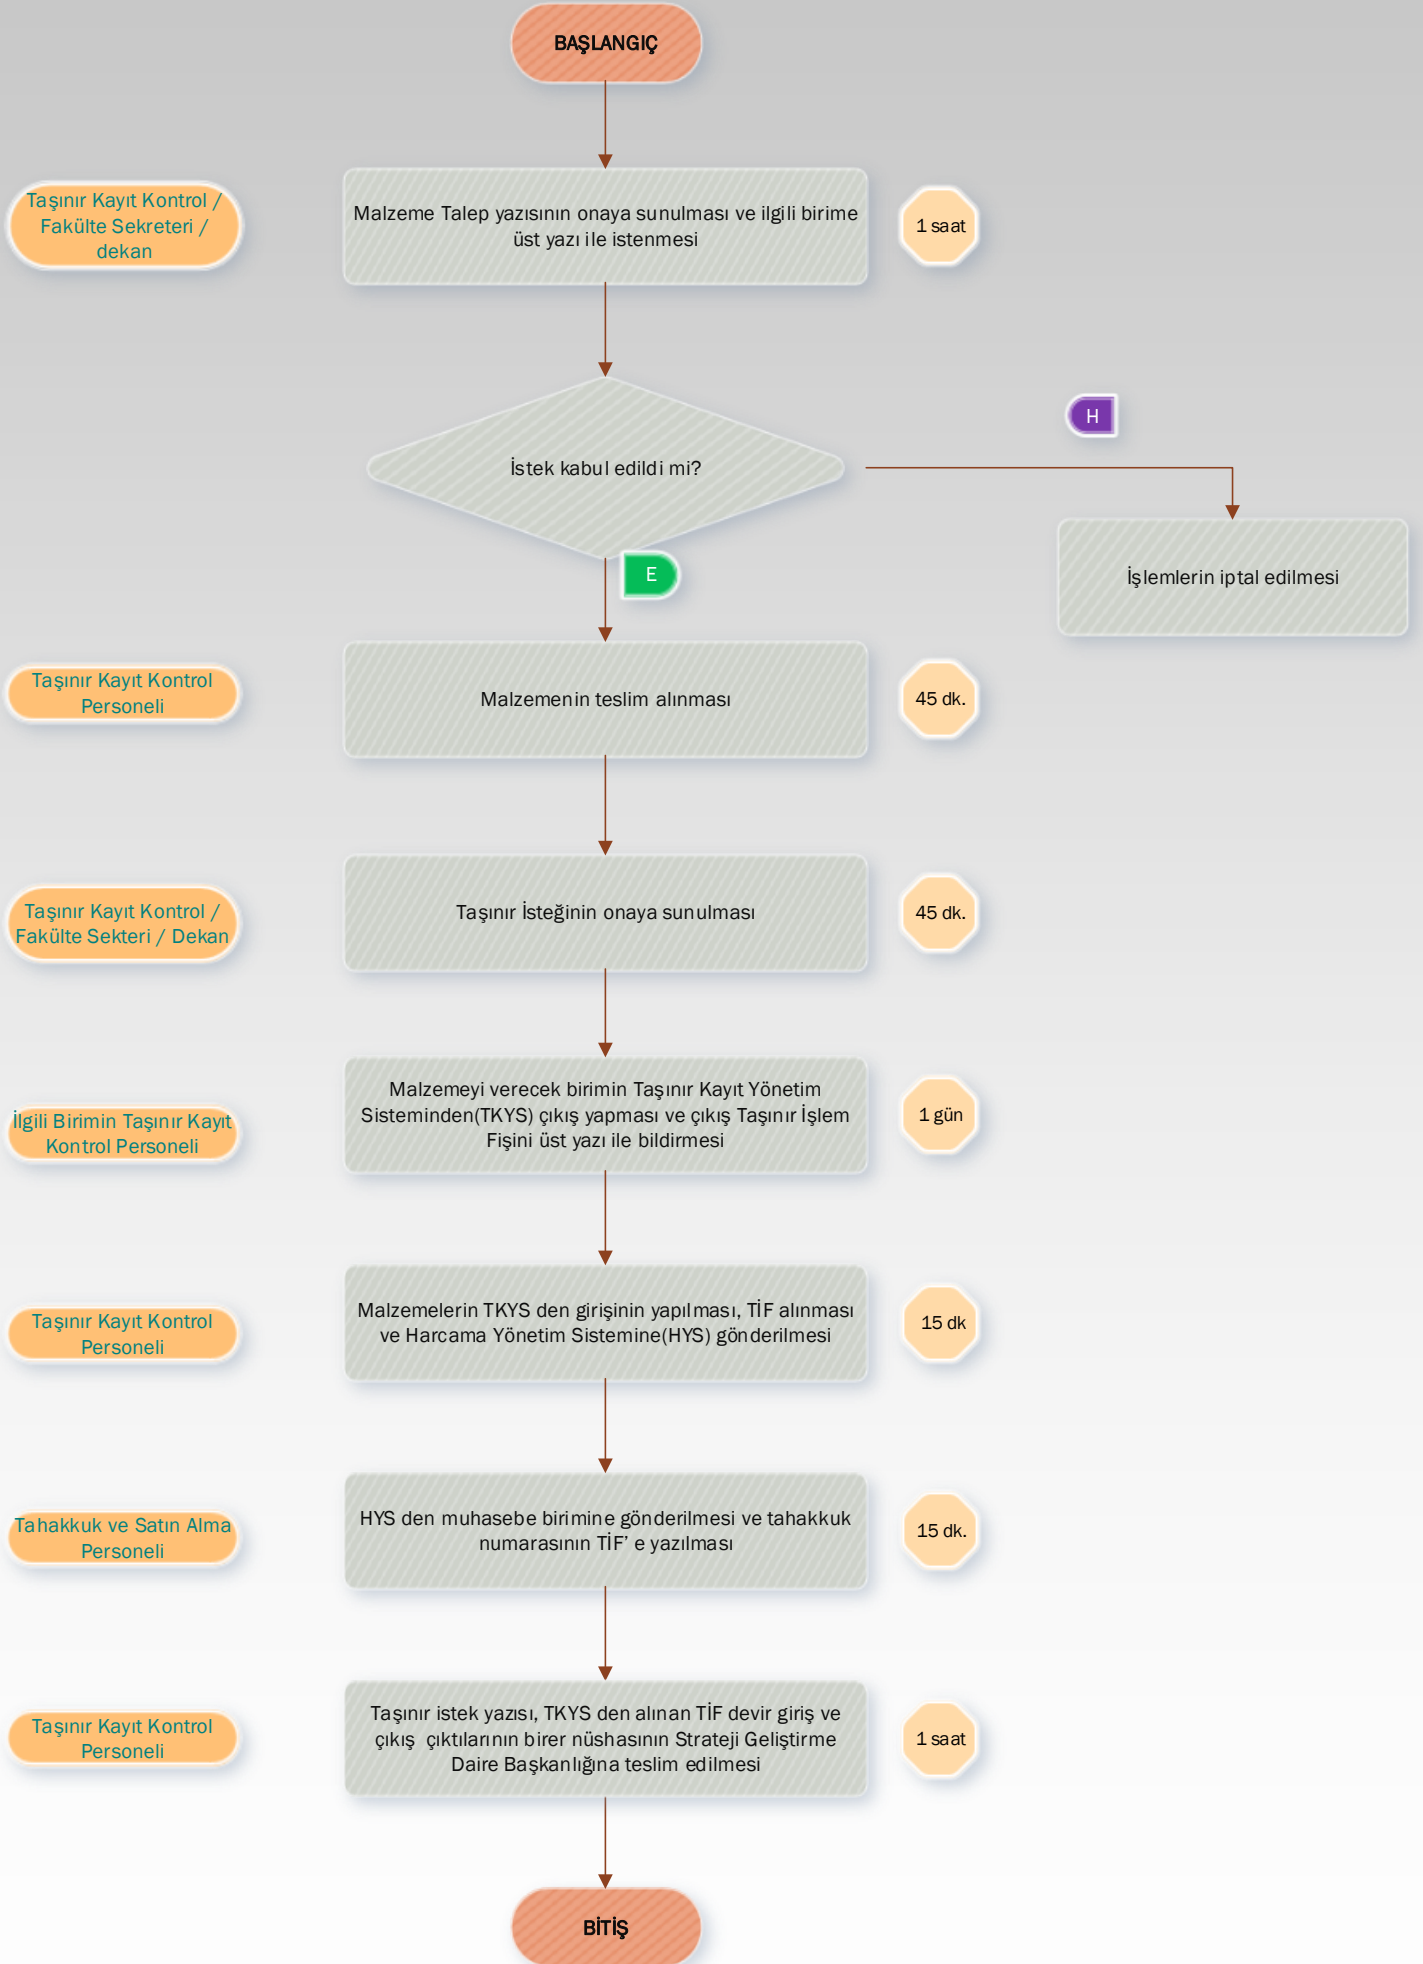 BAŞLANGIÇ
Taşınır Kayıt Kontrol /
Fakülte Sekreteri /
dekan
Malzeme Talep yazısının onaya sunulması ve ilgili birime
üst yazı ile istenmesi
1 saat
İstek kabul edildi mi?
H
E
İşlemlerin iptal edilmesi
Taşınır Kayıt Kontrol
Personeli
Malzemenin teslim alınması
45 dk.
Taşınır Kayıt Kontrol /
Fakülte Sekteri / Dekan
Taşınır İsteğinin onaya sunulması
45 dk.
İlgili Birimin Taşınır Kayıt
Kontrol Personeli
Malzemeyi verecek birimin Taşınır Kayıt Yönetim
Sisteminden(TKYS) çıkış yapması ve çıkış Taşınır İşlem
Fişini üst yazı ile bildirmesi
1 gün
Taşınır Kayıt Kontrol
Personeli
Malzemelerin TKYS den girişinin yapılması, TİF alınması
ve Harcama Yönetim Sistemine(HYS) gönderilmesi
15 dk
Tahakkuk ve Satın Alma
Personeli
HYS den muhasebe birimine gönderilmesi ve tahakkuk
numarasının TİF’ e yazılması
15 dk.
Taşınır Kayıt Kontrol
Personeli
Taşınır istek yazısı, TKYS den alınan TİF devir giriş ve
çıkış  çıktılarının birer nüshasının Strateji Geliştirme
Daire Başkanlığına teslim edilmesi
1 saat
BİTİŞ